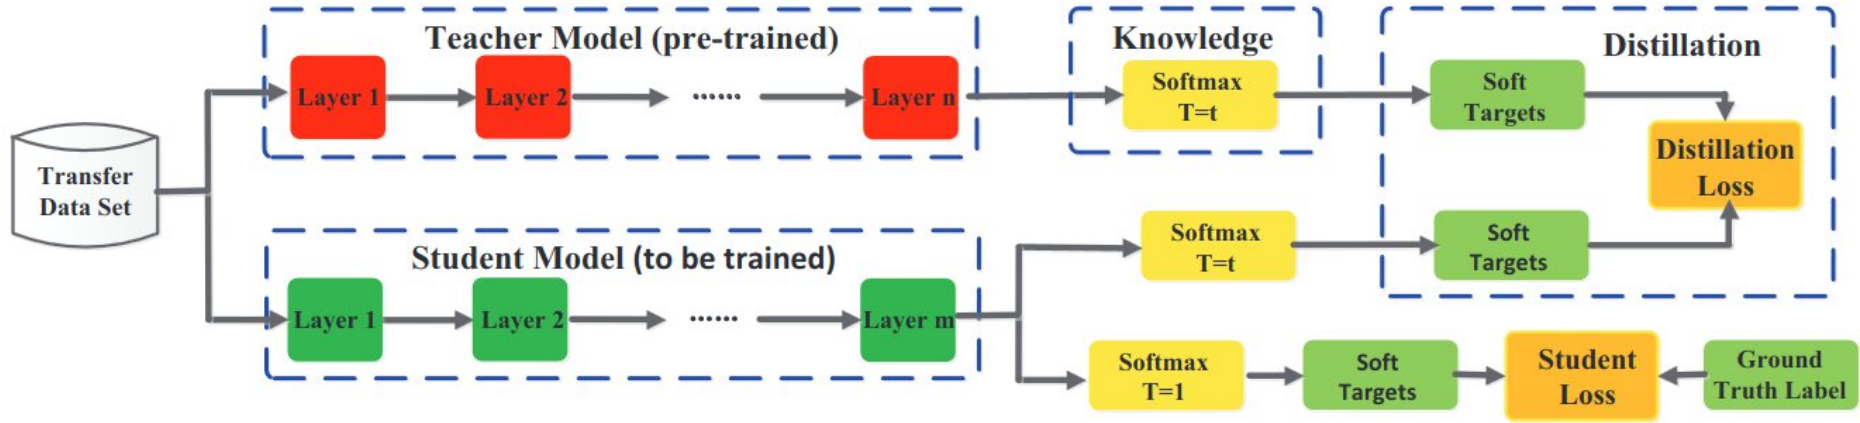 Teacher Model (pre-trained)
Layer 1
Layer 2
......
Layer n
Knowledge
Softmax
T=t
Distillation
Soft
Targets
Distillation
Loss
Transfer
Data Set
Student Model (to be trained)
Layer 1
Layer 2
......
Layer m
Softmax
T=t
Soft
Targets
Softmax
T=1
Soft
Targets
Student
Loss
Ground
Truth Label